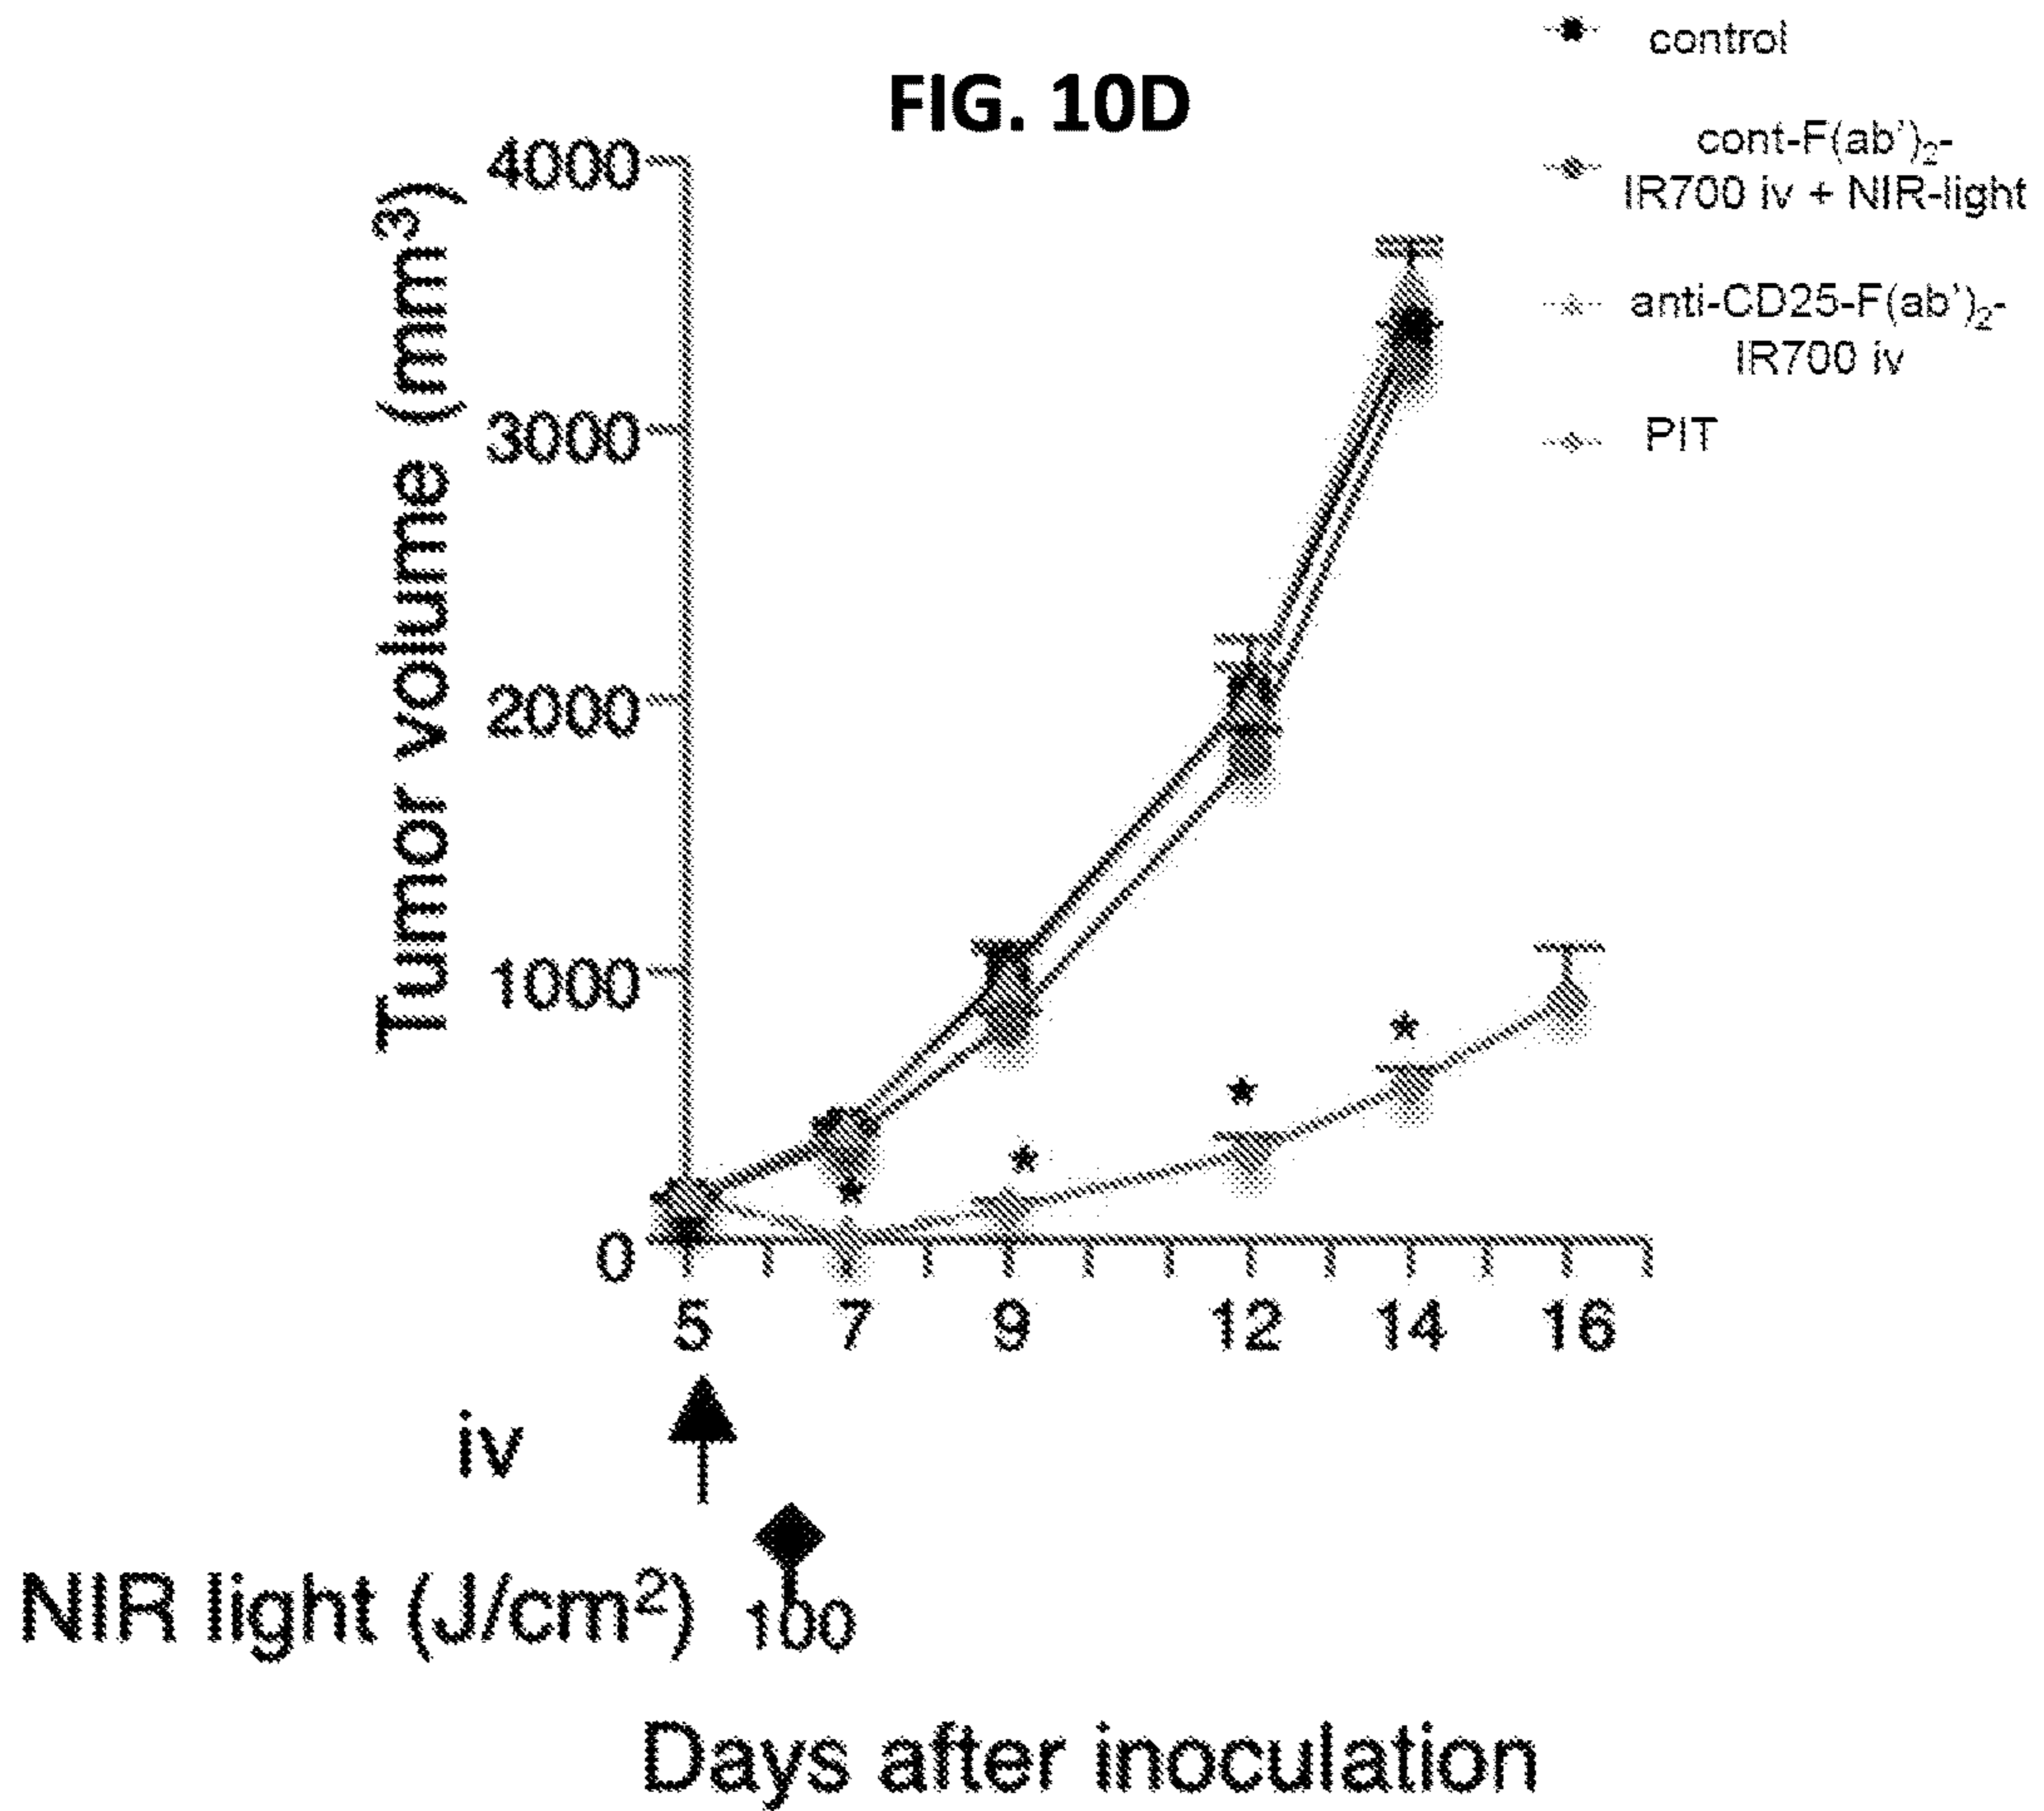 FIG. 10D
control
cont-F(ab')₂-
IR700 iv + NIR-light
anti-CD25-F(ab')₂-
IR700 iv
PIT
Tumor volume (mm³)
4000
3000
2000
1000
0
*
*
*
*
5 7 9 12 14 16
iv
NIR light (J/cm²) 100
Days after inoculation